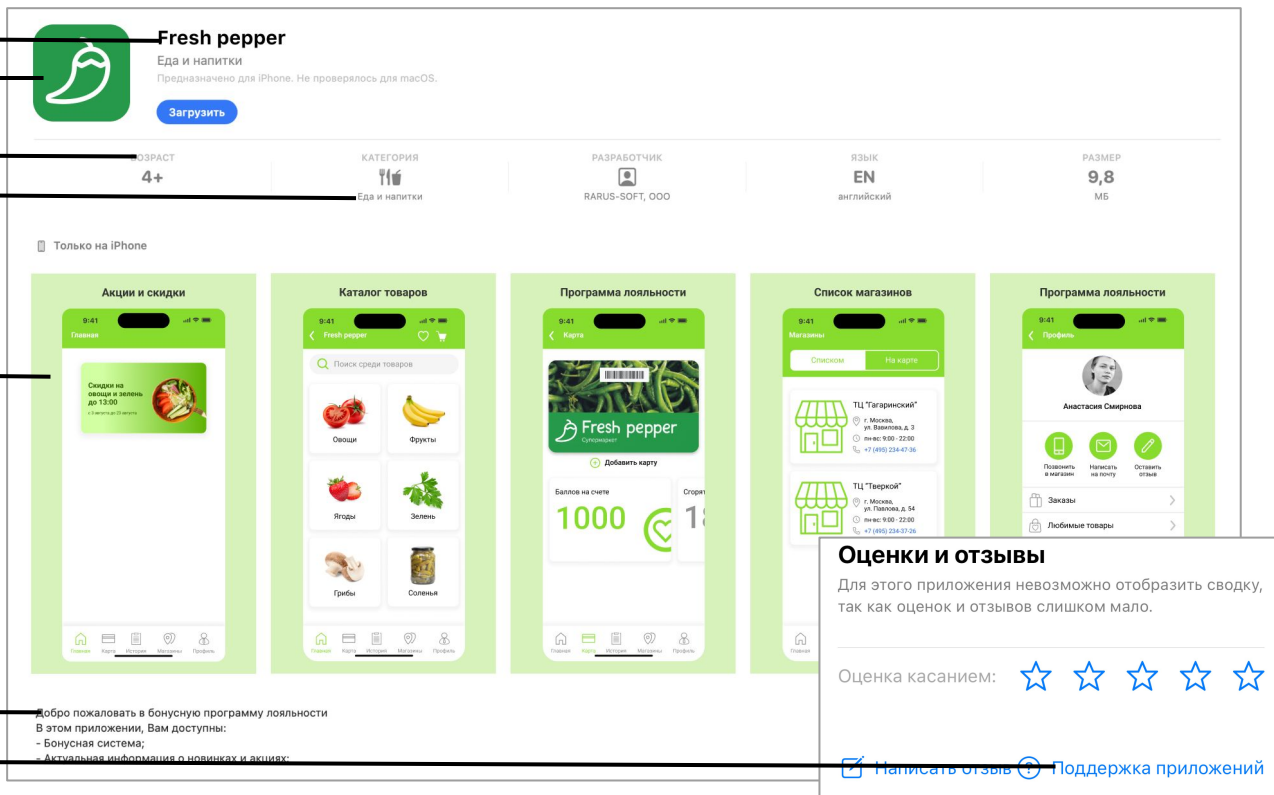 Fresh pepper
Еда и напитки
Предназначено для iPhone. Не проверялось для macOS.
Загрузить
ВОЗРАСТ
4+
КАТЕГОРИЯ
Еда и напитки
РАЗРАБОТЧИК
RARUS-SOFT, ООО
ЯЗЫК
EN
английский
РАЗМЕР
9,8
МБ
Только на iPhone
Акции и скидки
9:41
Главная
Скидки на
овощи и зелень
до 13:00
Главная Карта История Магазины Профиль
Каталог товаров
9:41
Fresh pepper
Поиск среди товаров
Овощи
Фрукты
Ягоды
Зелень
Грибы
Соленья
Главная Карта История Магазины Профиль
Программа лояльности
9:41
Карта
Fresh pepper
Супермаркет
Добавить карту
Баллов на счете
1000
Сгорят
18
Главная Карта История Магазины Профиль
Список магазинов
9:41
Магазины
Списком
На карте
ТЦ "Гагаринский"
г. Москва,
ул. Вавилова, д. 3
пн-вс: 9:00 - 22:00
+7 (495) 234-47-36
ТЦ "Тверкой"
г. Москва,
ул. Павлова, д. 54
пн-вс: 9:00 - 22:00
+7 (495) 234-37-26
Главная
Программа лояльности
9:41
Профиль
Анастасия Смирнова
Позвонить
в магазин
Написать
на почту
Оставить
отзыв
Заказы
Любимые товары
Добро пожаловать в бонусную программу лояльности
В этом приложении, Вам доступны:
- Бонусная система;
- Актуальная информация о новинках и акциях;
Оценки и отзывы
Для этого приложения невозможно отобразить сводку,
так как оценок и отзывов слишком мало.
Оценка касанием:
Написать отзыв
Поддержка приложений